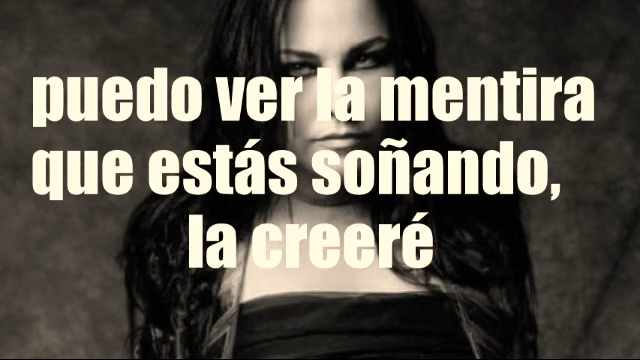 puedo ver la mentira
que estás soñando,
la creeré